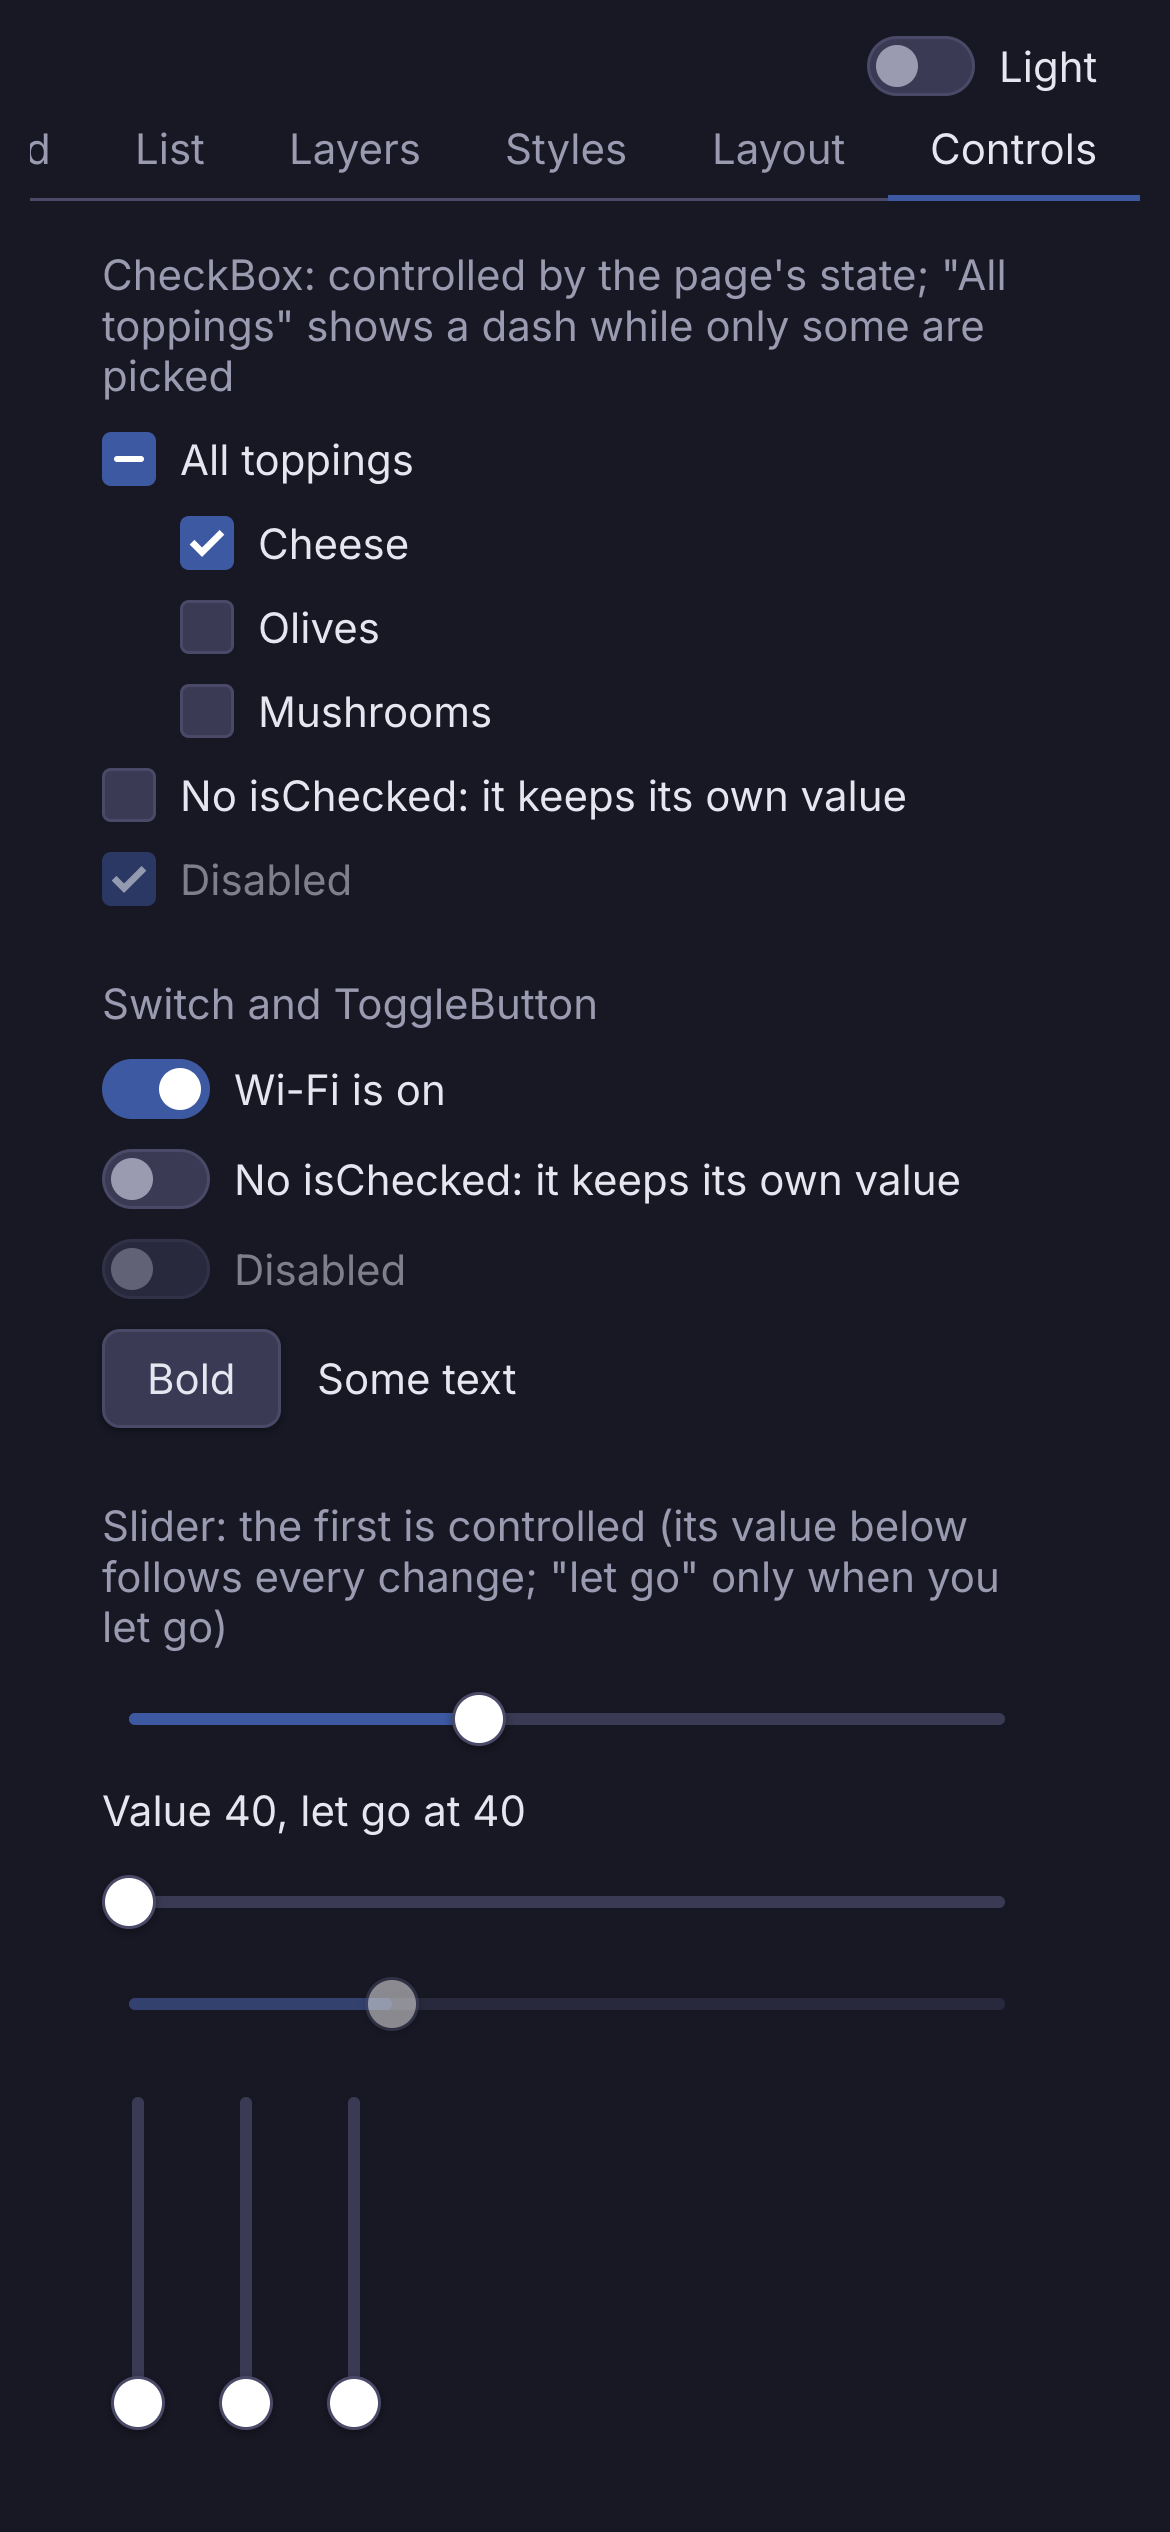 Light
d List Layers Styles Layout Controls
CheckBox: controlled by the page's state; "All
toppings" shows a dash while only some are
picked
All toppings
Cheese
Olives
Mushrooms
No isChecked: it keeps its own value
Disabled
Switch and ToggleButton
Wi-Fi is on
No isChecked: it keeps its own value
Disabled
Bold Some text
Slider: the first is controlled (its value below
follows every change; "let go" only when you
let go)
Value 40, let go at 40